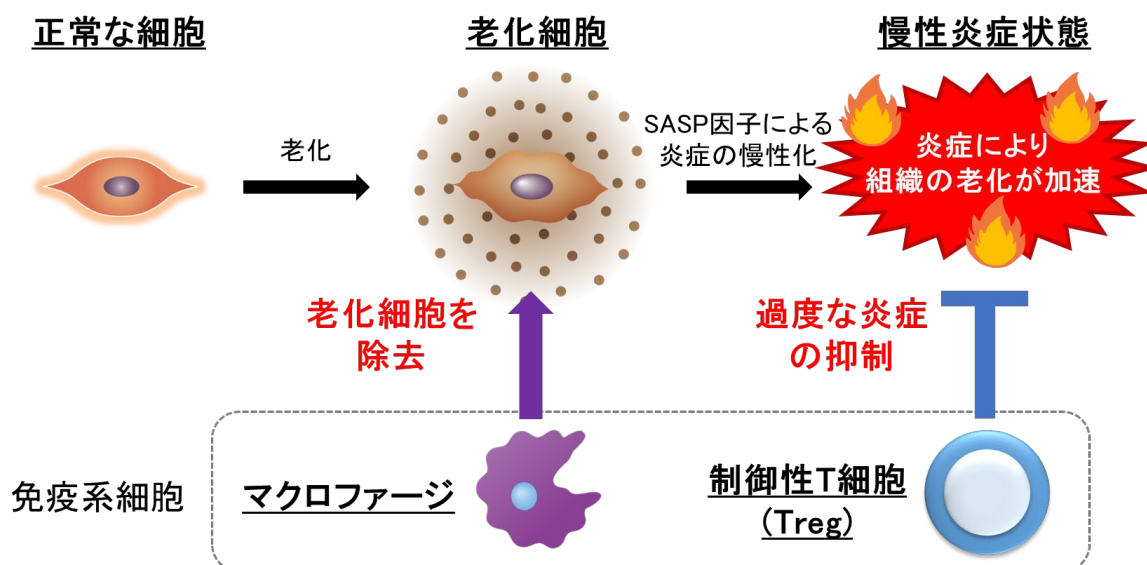 正常な細胞
老化細胞
慢性炎症状態
老化
SASP因子による
炎症の慢性化
炎症により
組織の老化が加速
老化細胞を
除去
過度な炎症
の抑制
免疫系細胞
マクロファージ
制御性T細胞
(Treg)